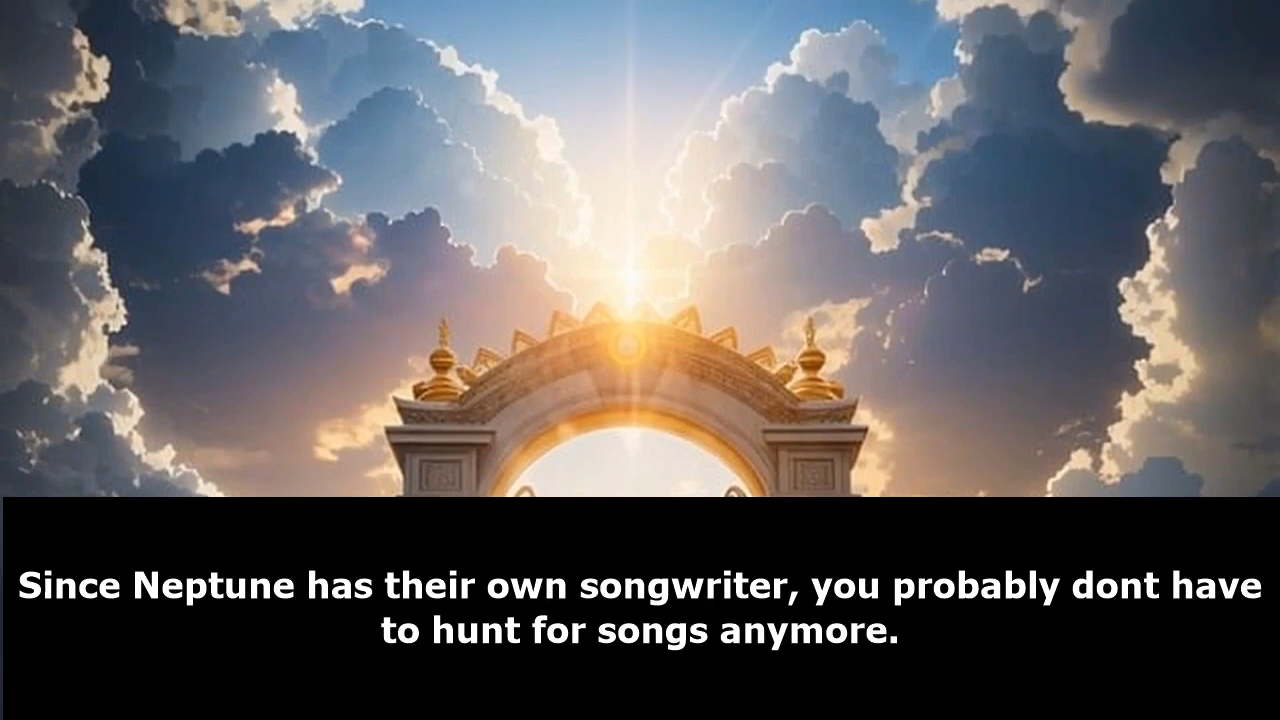 Since Neptune has their own songwriter, you probably dont have
to hunt for songs anymore.